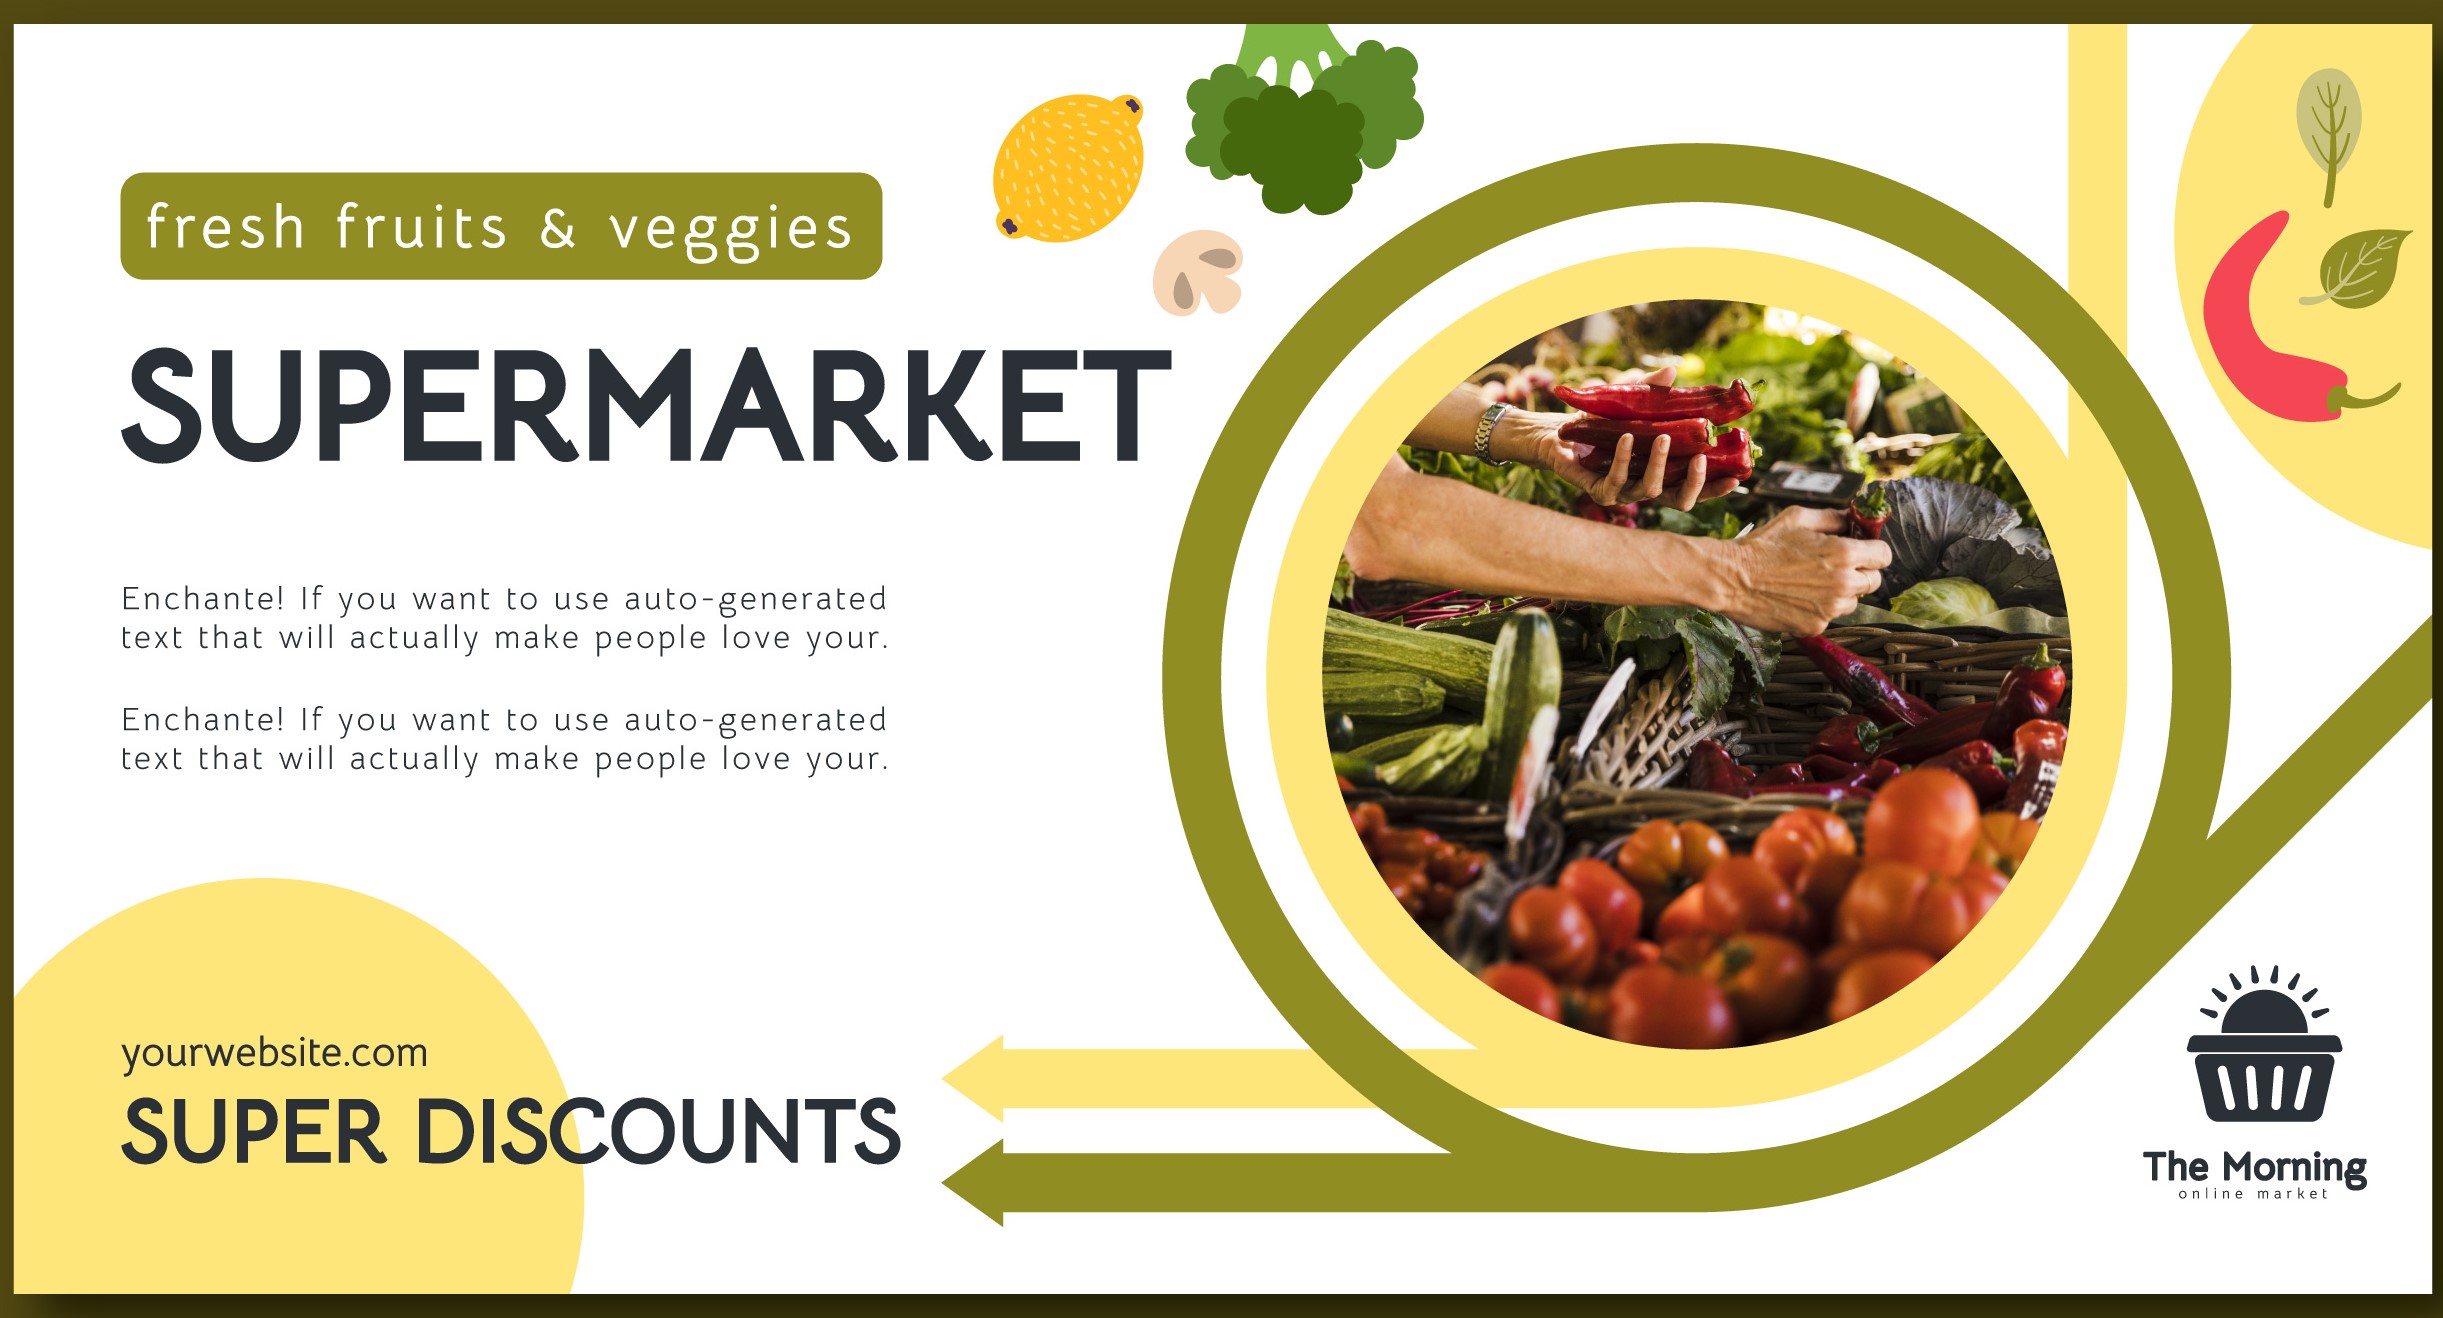 fresh fruits & veggies
SUPERMARKET
Enchante! If you want to use auto-generated
text that will actually make people love your.
Enchante! If you want to use auto-generated
text that will actually make people love your.
yourwebsite.com
SUPER DISCOUNTS
The Morning
online market